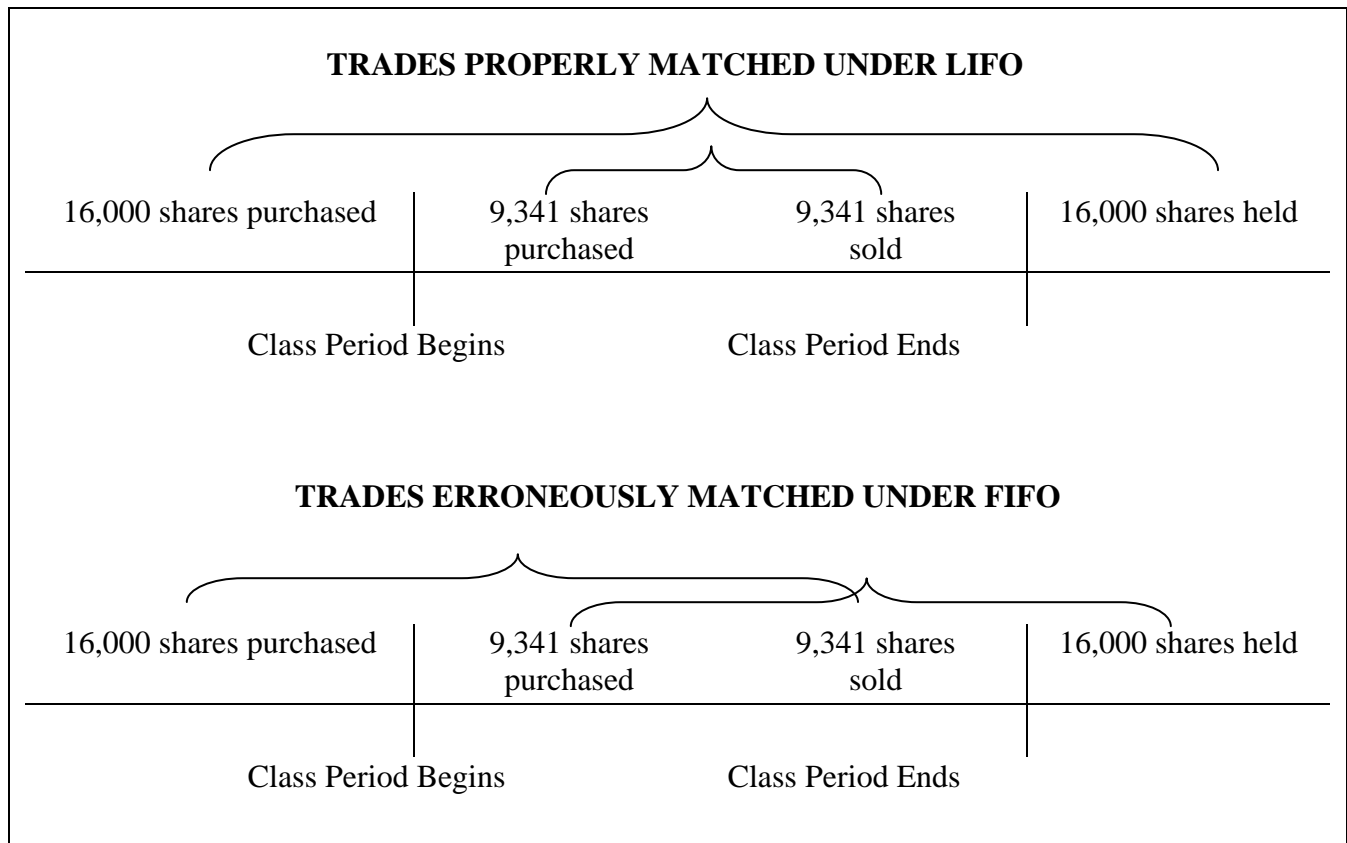 TRADES PROPERLY MATCHED UNDER LIFO
16,000 shares purchased 9,341 shares 9,341 shares 16,000 shares held
purchased sold
Class Period Begins Class Period Ends
TRADES ERRONEOUSLY MATCHED UNDER FIFO
16,000 shares purchased 9,341 shares 9,341 shares 16,000 shares held
purchased sold
Class Period Begins Class Period Ends